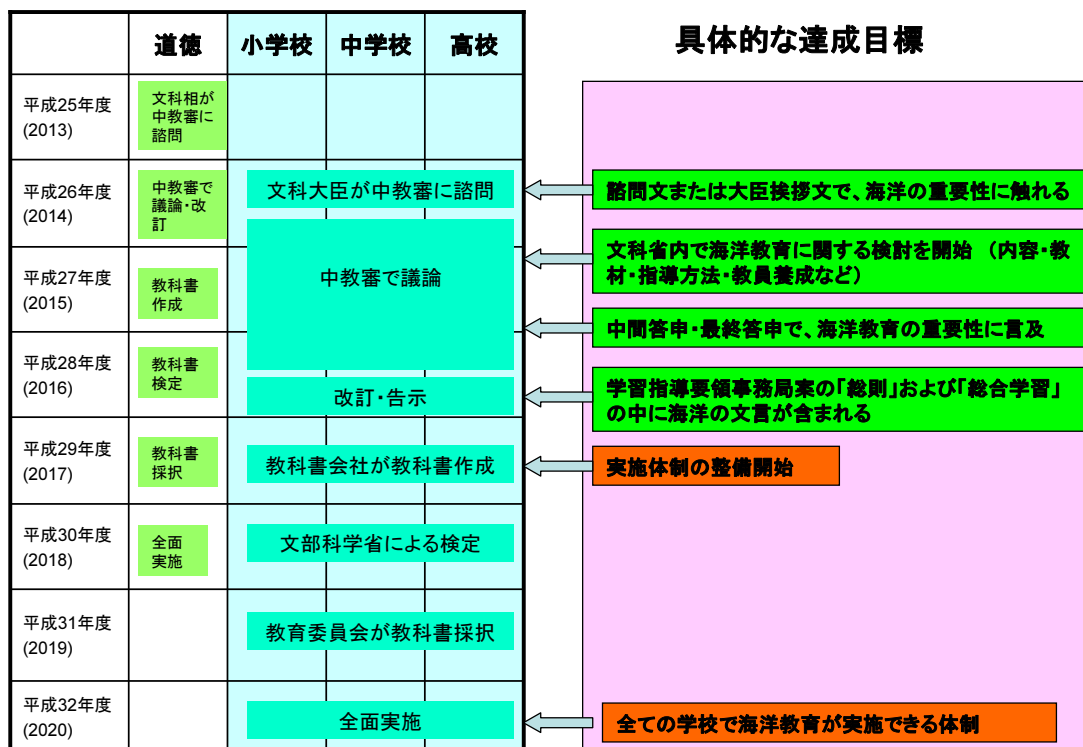 具体的な達成目標
道徳
小学校
中学校
高校
平成25年度
(2013)
文科相が
中教審に
諮問
平成26年度
(2014)
中教審で
議論・改
訂
文科大臣が中教審に諮問
諮問文または大臣挨拶文で、海洋の重要性に触れる
文科省内で海洋教育に関する検討を開始　（内容・教
材・指導方法・教員養成など）
平成27年度
(2015)
教科書
作成
中教審で議論
中間答申・最終答申で、海洋教育の重要性に言及
平成28年度
(2016)
教科書
検定
改訂・告示
学習指導要領事務局案の「総則」および「総合学習」
の中に海洋の文言が含まれる
平成29年度
(2017)
教科書
採択
教科書会社が教科書作成
実施体制の整備開始
平成30年度
(2018)
全面
実施
文部科学省による検定
平成31年度
(2019)
教育委員会が教科書採択
平成32年度
(2020)
全面実施
全ての学校で海洋教育が実施できる体制